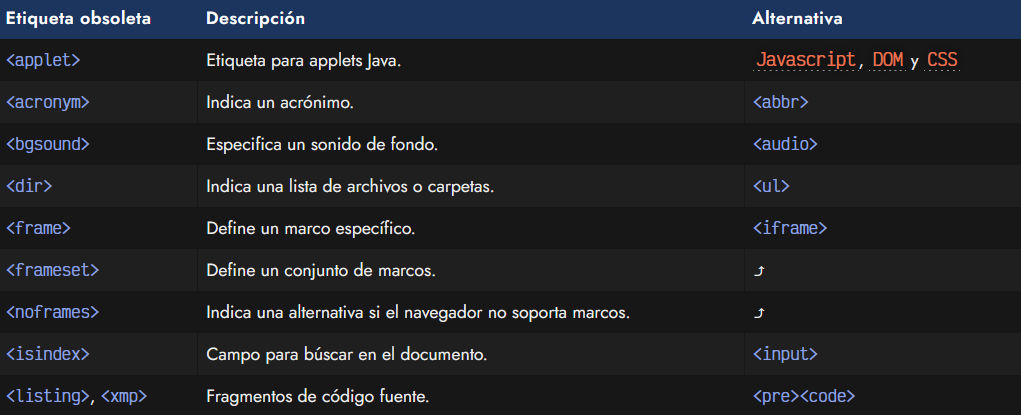 Etiqueta obsoleta Descripción Alternativa
<applet> Etiqueta para applets Java. Javascript, DOM y CSS
<acronym> Indica un acrónimo. <abbr>
<bgsound> Especifica un sonido de fondo. <audio>
<dir> Indica una lista de archivos o carpetas. <ul>
<frame> Define un marco específico. <iframe>
<frameset> Define un conjunto de marcos. ⤴
<noframes> Indica una alternativa si el navegador no soporta marcos. ⤴
<isindex> Campo para búscar en el documento. <input>
<listing>, <xmp> Fragmentos de código fuente. <pre><code>